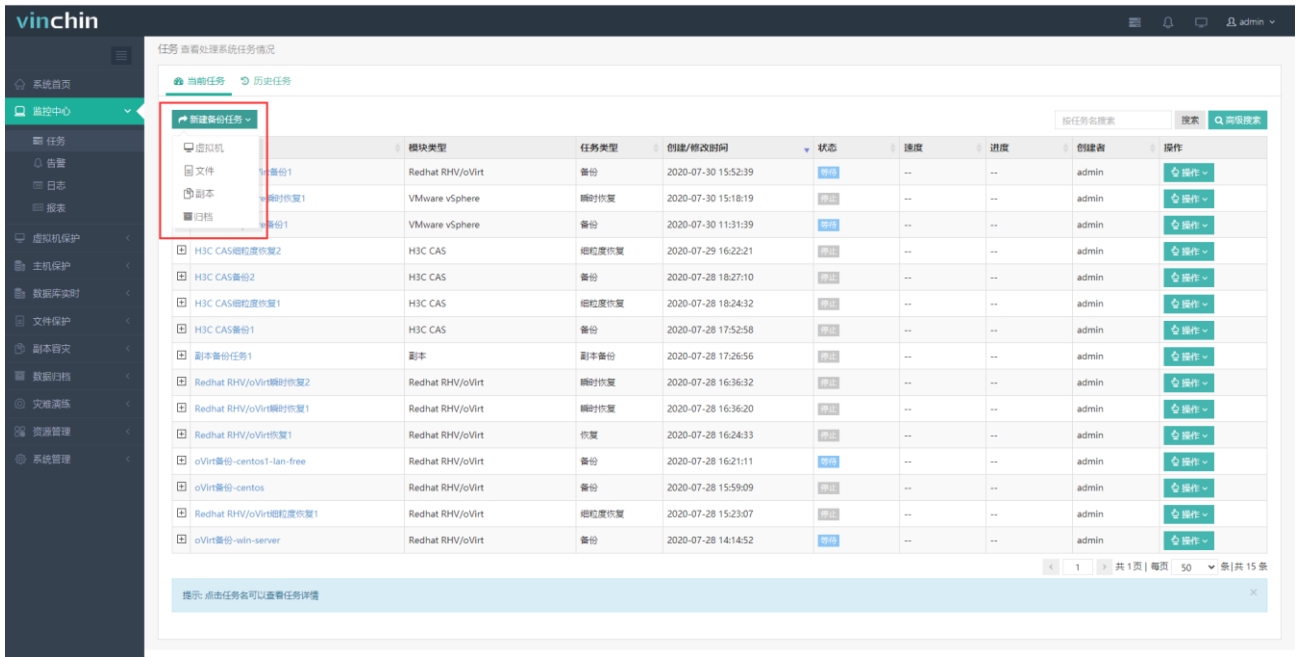 vinchin
admin
任务 查看处理系统任务情况
当前任务 历史任务
系统首页
监控中心
任务
告警
日志
报表
虚拟机保护
主机保护
数据库实时
文件保护
副本容灾
数据归档
灾难演练
资源管理
系统管理
新建备份任务
虚拟机
文件
副本
归档
按任务名搜索 搜索 高级搜索
模块类型 任务类型 创建/修改时间 状态 速度 进度 创建者 操作
备份1 Redhat RHV/oVirt 备份 2020-07-30 15:52:39 等待 -- -- admin 操作
瞬时恢复1 VMware vSphere 瞬时恢复 2020-07-30 15:18:19 停止 -- -- admin 操作
备份1 VMware vSphere 备份 2020-07-30 11:31:39 等待 -- -- admin 操作
H3C CAS细粒度恢复2 H3C CAS 细粒度恢复 2020-07-29 16:22:21 停止 -- -- admin 操作
H3C CAS备份2 H3C CAS 备份 2020-07-28 18:27:10 停止 -- -- admin 操作
H3C CAS细粒度恢复1 H3C CAS 细粒度恢复 2020-07-28 18:24:32 停止 -- -- admin 操作
H3C CAS备份1 H3C CAS 备份 2020-07-28 17:52:58 停止 -- -- admin 操作
副本备份任务1 副本 副本备份 2020-07-28 17:26:56 停止 -- -- admin 操作
Redhat RHV/oVirt瞬时恢复2 Redhat RHV/oVirt 瞬时恢复 2020-07-28 16:36:32 停止 -- -- admin 操作
Redhat RHV/oVirt瞬时恢复1 Redhat RHV/oVirt 瞬时恢复 2020-07-28 16:36:20 停止 -- -- admin 操作
Redhat RHV/oVirt恢复1 Redhat RHV/oVirt 恢复 2020-07-28 16:24:33 停止 -- -- admin 操作
oVirt备份-centos1-lan-free Redhat RHV/oVirt 备份 2020-07-28 16:21:11 等待 -- -- admin 操作
oVirt备份-centos Redhat RHV/oVirt 备份 2020-07-28 15:59:09 停止 -- -- admin 操作
Redhat RHV/oVirt细粒度恢复1 Redhat RHV/oVirt 细粒度恢复 2020-07-28 15:23:07 停止 -- -- admin 操作
oVirt备份-win-server Redhat RHV/oVirt 备份 2020-07-28 14:14:52 等待 -- -- admin 操作
< 1 > 共 1 页 | 每页 50 条|共 15 条
提示: 点击任务名可以查看任务详情